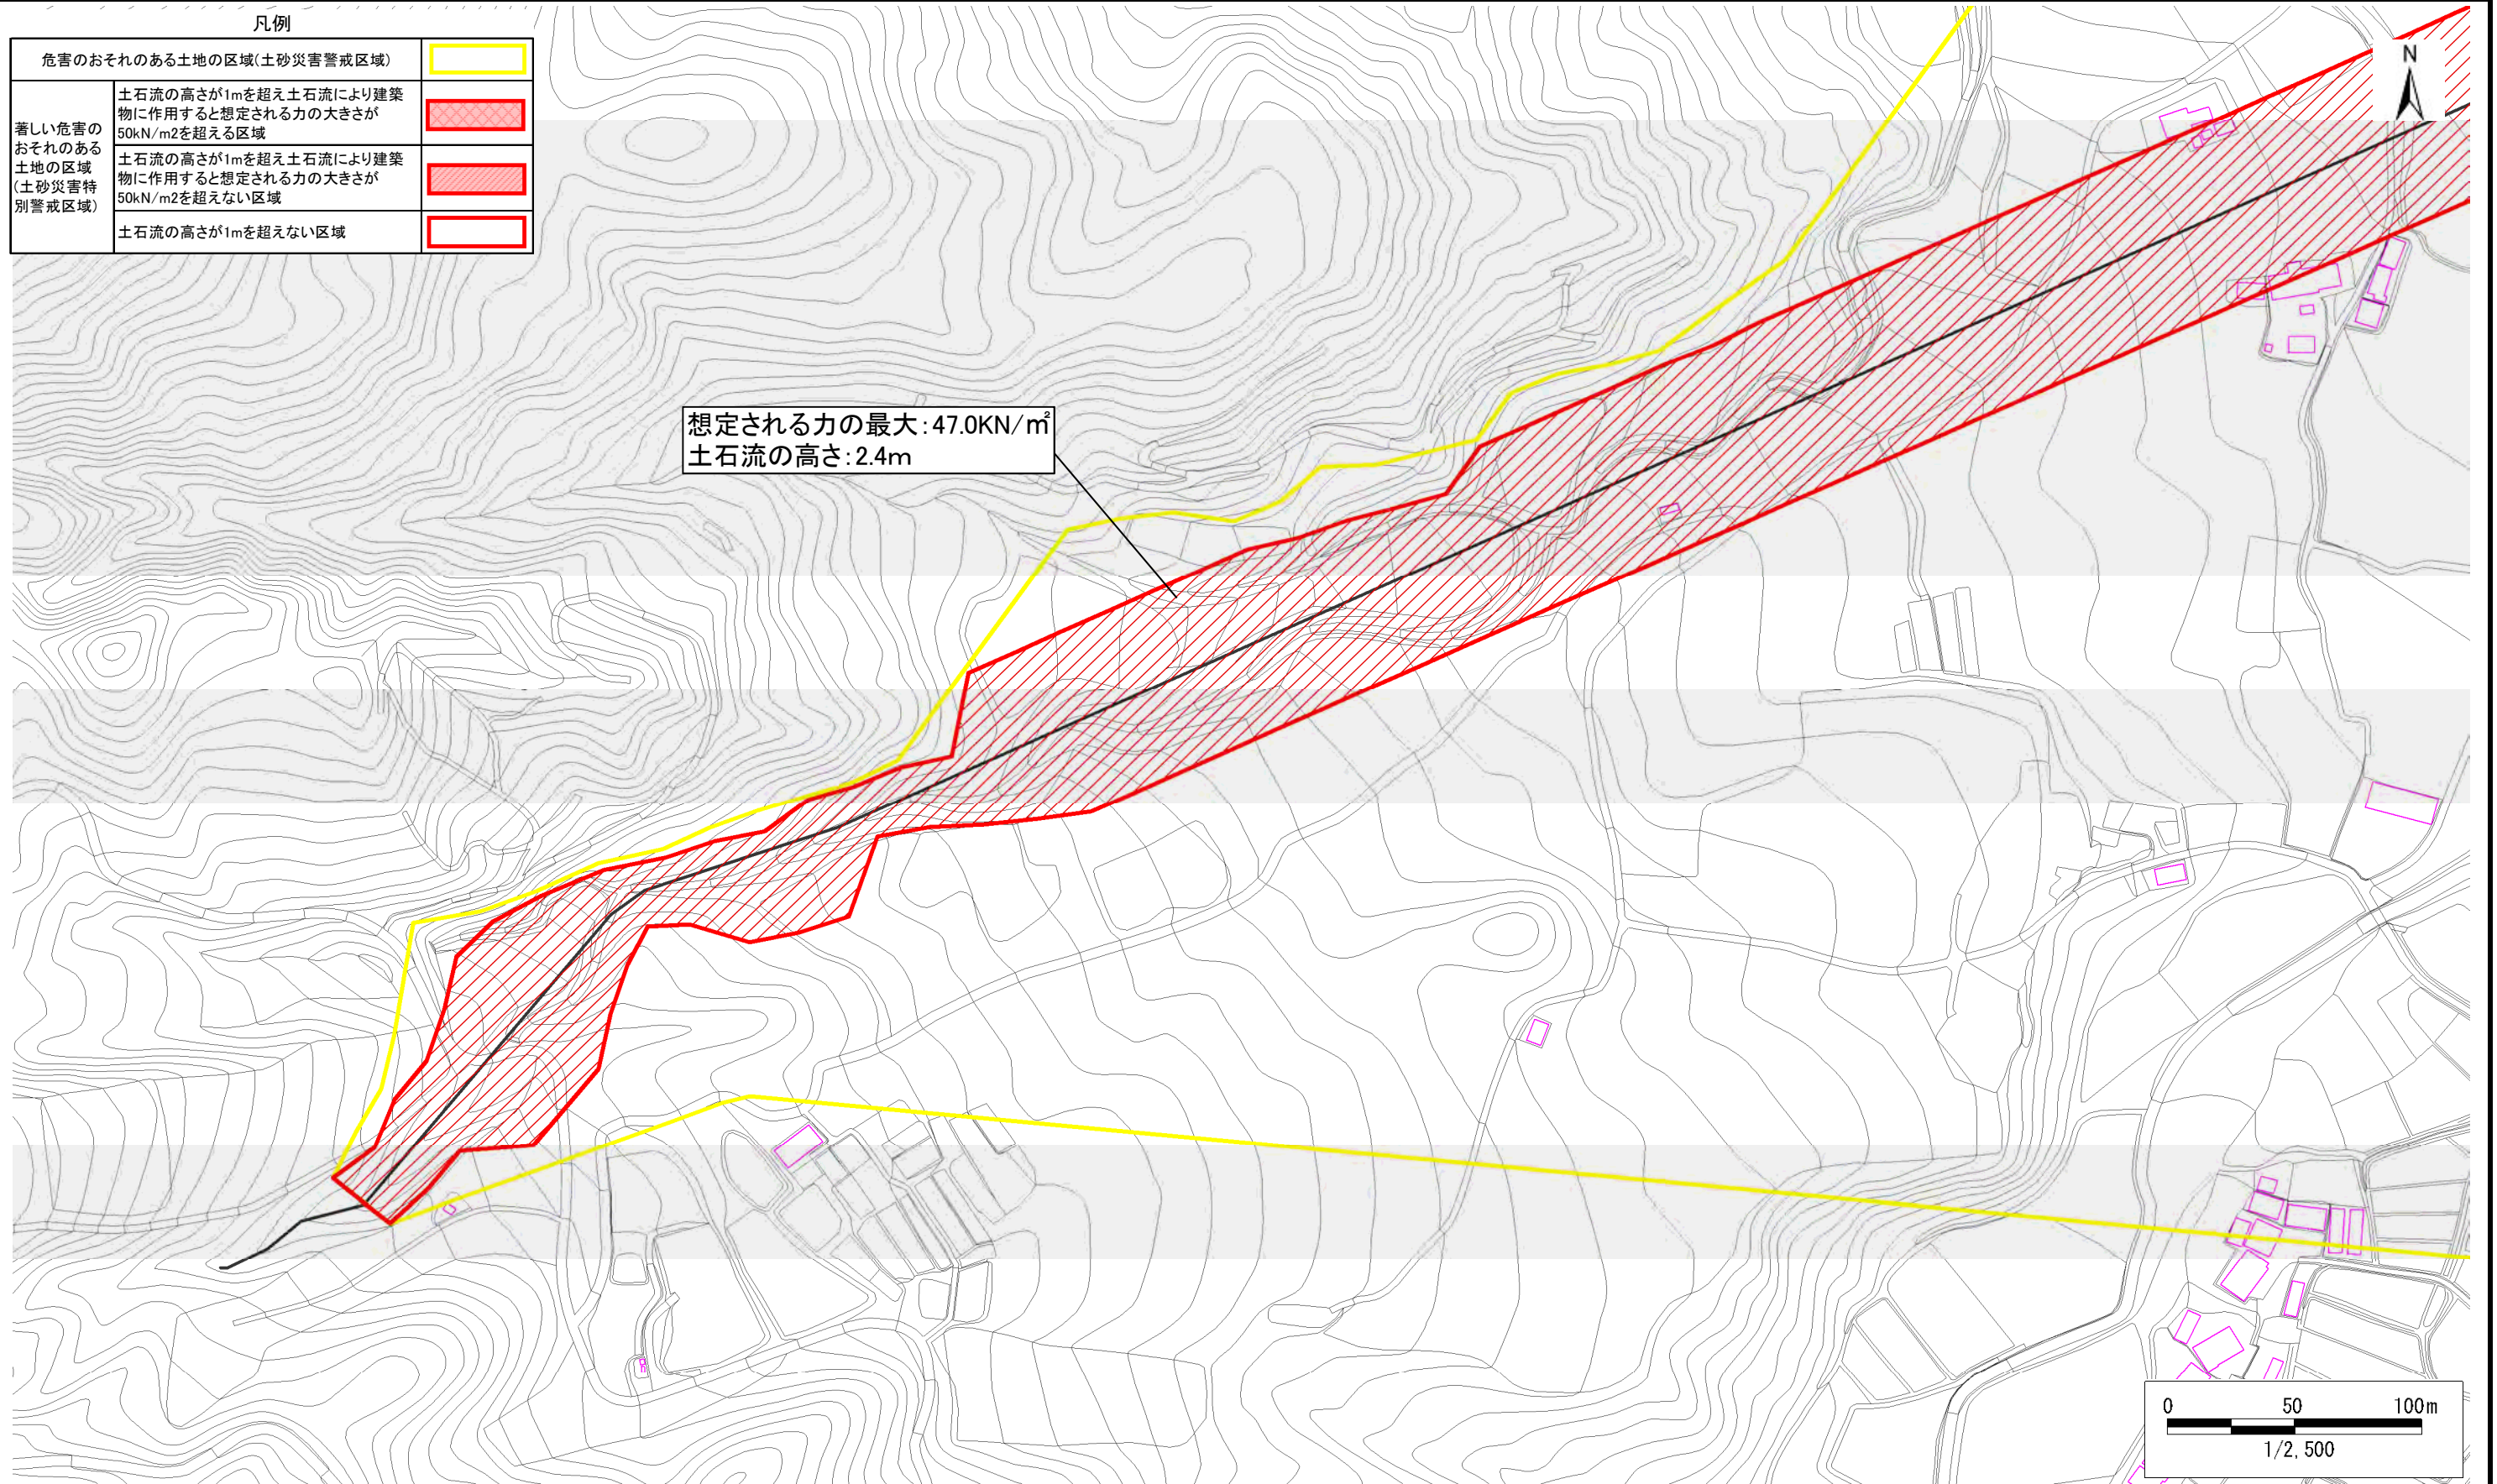 凡例
危害のおそれのある土地の区域(土砂災害警戒区域)
著しい危害の
おそれのある
土地の区域
(土砂災害特
別警戒区域)
土石流の高さが1mを超え土石流により建築
物に作用すると想定される力の大きさが
50kN/m2を超える区域
土石流の高さが1mを超え土石流により建築
物に作用すると想定される力の大きさが
50kN/m2を超えない区域
土石流の高さが1mを超えない区域
N
想定される力の最大:47.0KN/㎡
土石流の高さ:2.4m
0 50 100m
1/2,500